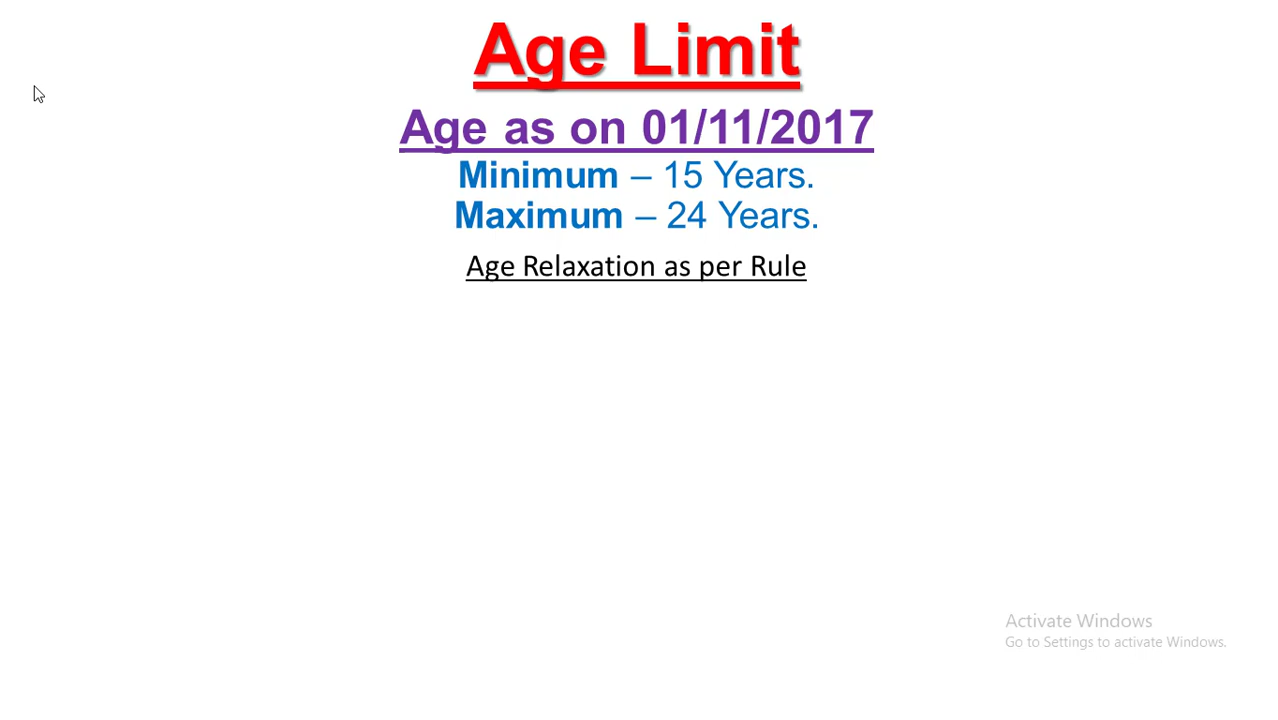 Age Limit
Age as on 01/11/2017
Minimum – 15 Years.
Maximum – 24 Years.
Age Relaxation as per Rule
Activate Windows
Go to Settings to activate Windows.